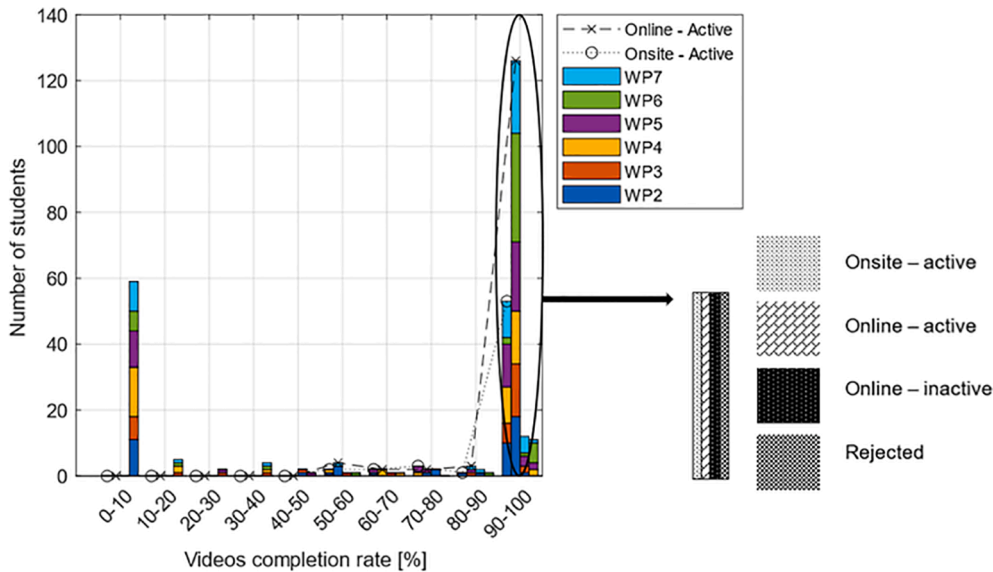 140
120
100
80
60
40
20
0
Number of students
0-10
10-20
20-30
30-40
40-50
50-60
60-70
70-80
80-90
90-100
Videos completion rate [%]
Online - Active
Onsite - Active
WP7
WP6
WP5
WP4
WP3
WP2
Onsite – active
Online – active
Online – inactive
Rejected